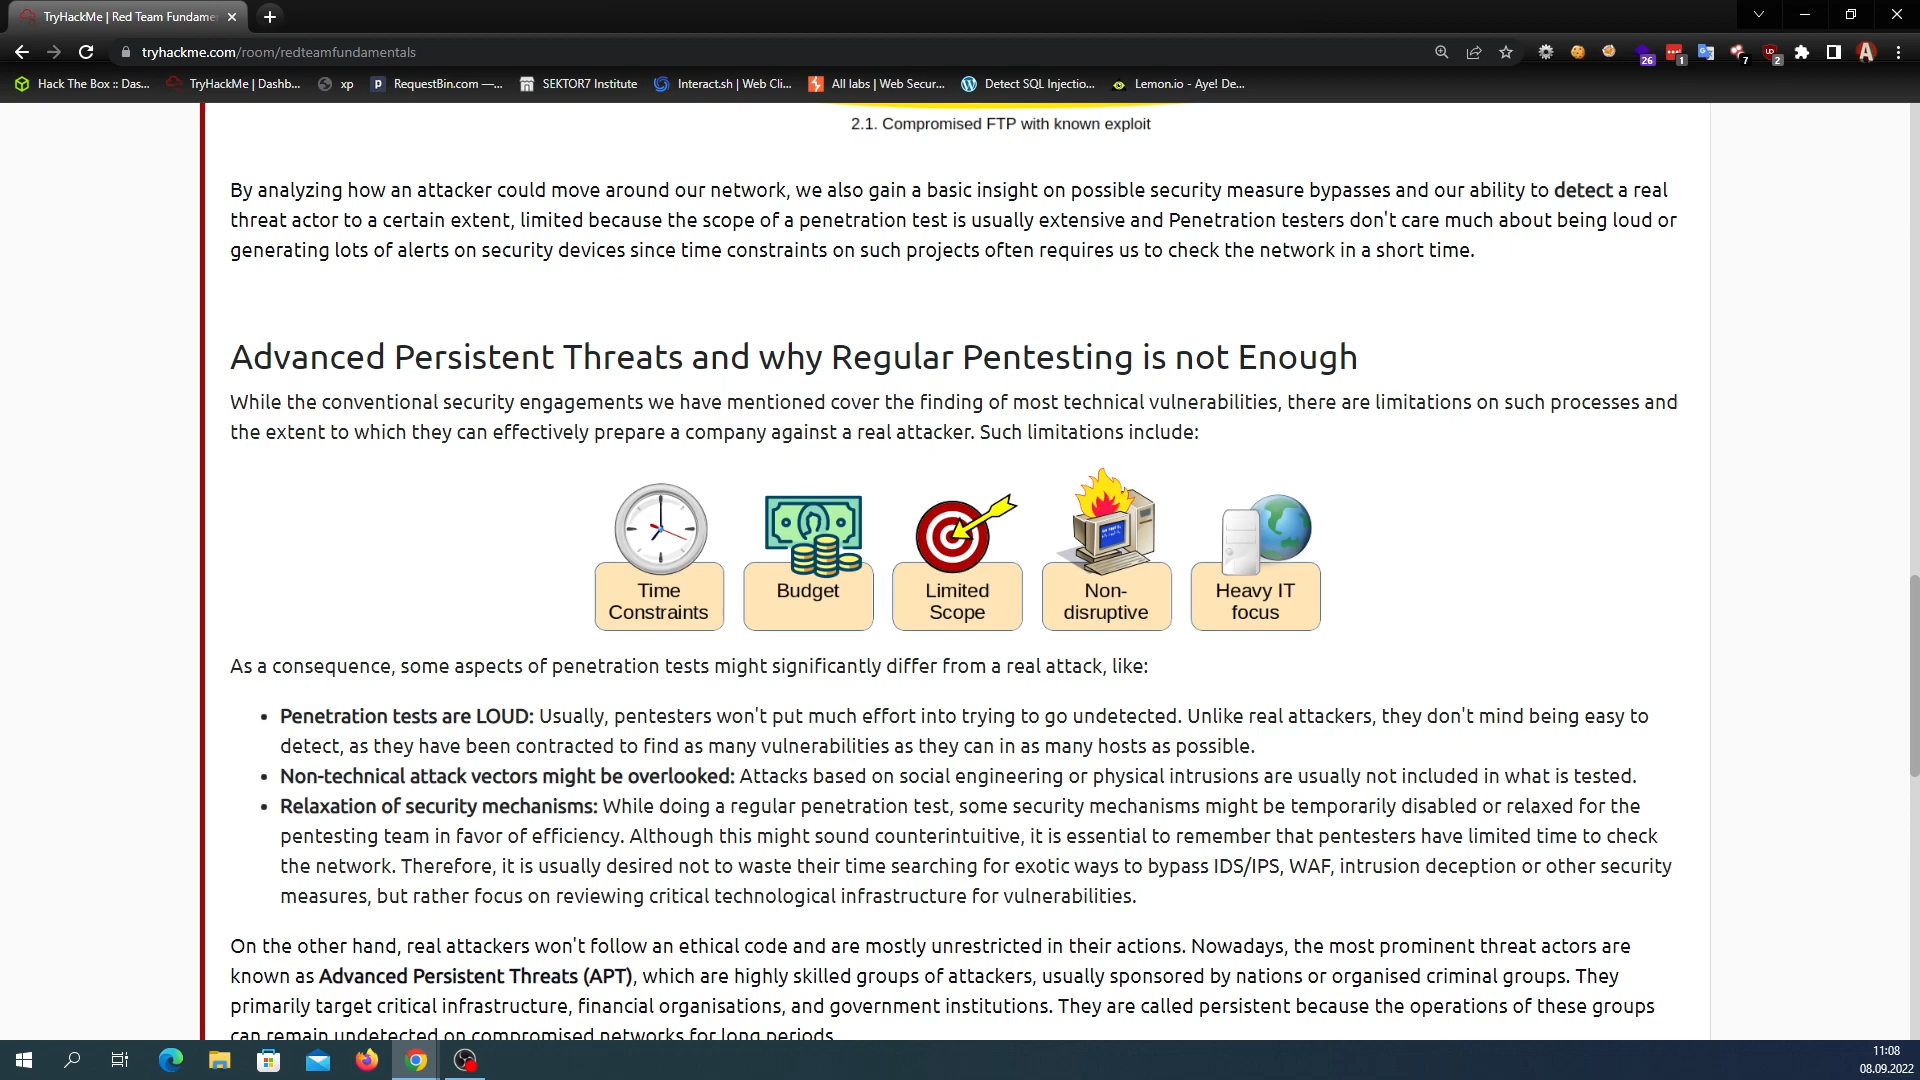 TryHackMe | Red Team Fundame
tryhackme.com/room/redteamfundamentals
26
1
7
2
Hack The Box :: Das...
TryHackMe | Dashb...
xp
RequestBin.com —...
SEKTOR7 Institute
Interact.sh | Web Cli...
All labs | Web Secur...
Detect SQL Injectio...
Lemon.io - Aye! De...
2.1. Compromised FTP with known exploit
By analyzing how an attacker could move around our network, we also gain a basic insight on possible security measure bypasses and our ability to detect a real
threat actor to a certain extent, limited because the scope of a penetration test is usually extensive and Penetration testers don't care much about being loud or
generating lots of alerts on security devices since time constraints on such projects often requires us to check the network in a short time.
Advanced Persistent Threats and why Regular Pentesting is not Enough
While the conventional security engagements we have mentioned cover the finding of most technical vulnerabilities, there are limitations on such processes and
the extent to which they can effectively prepare a company against a real attacker. Such limitations include:
Time
Constraints
Budget
Limited
Scope
Non-
disruptive
Heavy IT
focus
As a consequence, some aspects of penetration tests might significantly differ from a real attack, like:
• Penetration tests are LOUD: Usually, pentesters won't put much effort into trying to go undetected. Unlike real attackers, they don't mind being easy to
detect, as they have been contracted to find as many vulnerabilities as they can in as many hosts as possible.
• Non-technical attack vectors might be overlooked: Attacks based on social engineering or physical intrusions are usually not included in what is tested.
• Relaxation of security mechanisms: While doing a regular penetration test, some security mechanisms might be temporarily disabled or relaxed for the
pentesting team in favor of efficiency. Although this might sound counterintuitive, it is essential to remember that pentesters have limited time to check
the network. Therefore, it is usually desired not to waste their time searching for exotic ways to bypass IDS/IPS, WAF, intrusion deception or other security
measures, but rather focus on reviewing critical technological infrastructure for vulnerabilities.
On the other hand, real attackers won't follow an ethical code and are mostly unrestricted in their actions. Nowadays, the most prominent threat actors are
known as Advanced Persistent Threats (APT), which are highly skilled groups of attackers, usually sponsored by nations or organised criminal groups. They
primarily target critical infrastructure, financial organisations, and government institutions. They are called persistent because the operations of these groups
can remain undetected on compromised networks for long periods.
11:08
08.09.2022